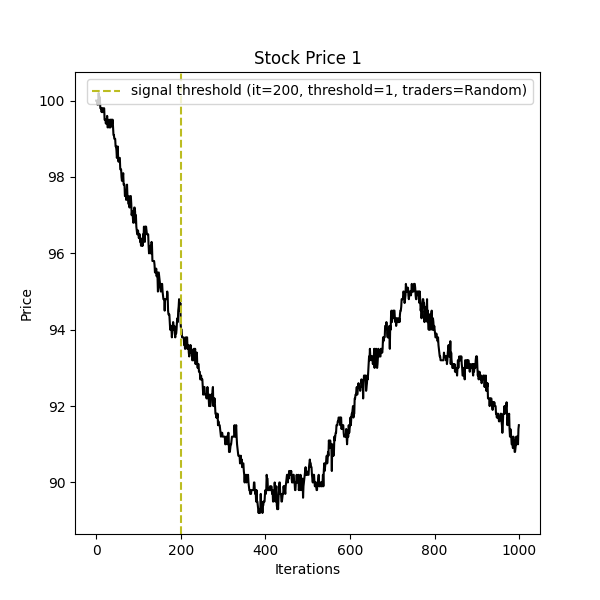 Stock Price 1
signal threshold (it=200, threshold=1, traders=Random)
100
98
96
94
92
90
Price
0 200 400 600 800 1000
Iterations